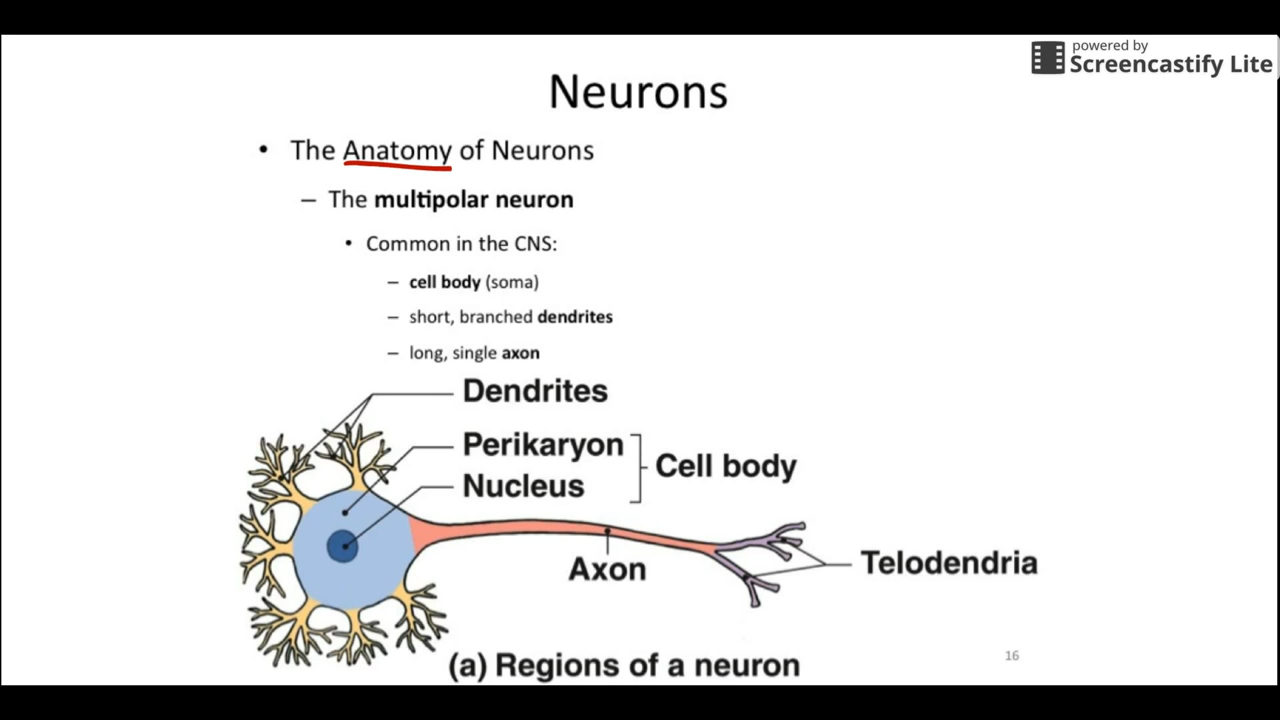 powered by
Screencastify Lite
Neurons
• The Anatomy of Neurons
– The multipolar neuron
• Common in the CNS:
– cell body (soma)
– short, branched dendrites
– long, single axon
Dendrites
Perikaryon
Cell body
Nucleus
Axon
Telodendria
(a) Regions of a neuron
16